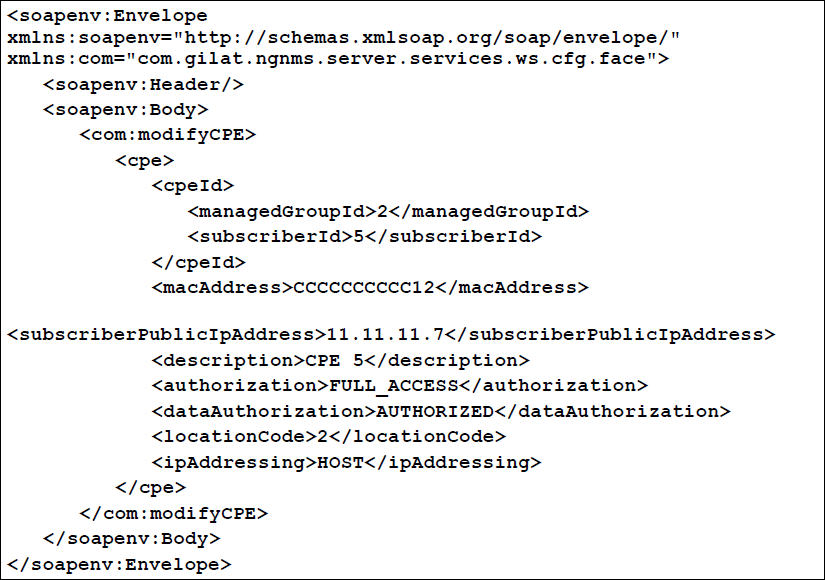 <soapenv:Envelope
xmlns:soapenv="http://schemas.xmlsoap.org/soap/envelope/"
xmlns:com="com.gilat.ngnms.server.services.ws.cfg.face">
<soapenv:Header/>
<soapenv:Body>
<com:modifyCPE>
<cpe>
<cpeId>
<managedGroupId>2</managedGroupId>
<subscriberId>5</subscriberId>
</cpeId>
<macAddress>CCCCCCCCCC12</macAddress>
<subscriberPublicIpAddress>11.11.11.7</subscriberPublicIpAddress>
<description>CPE 5</description>
<authorization>FULL_ACCESS</authorization>
<dataAuthorization>AUTHORIZED</dataAuthorization>
<locationCode>2</locationCode>
<ipAddressing>HOST</ipAddressing>
</cpe>
</com:modifyCPE>
</soapenv:Body>
</soapenv:Envelope>